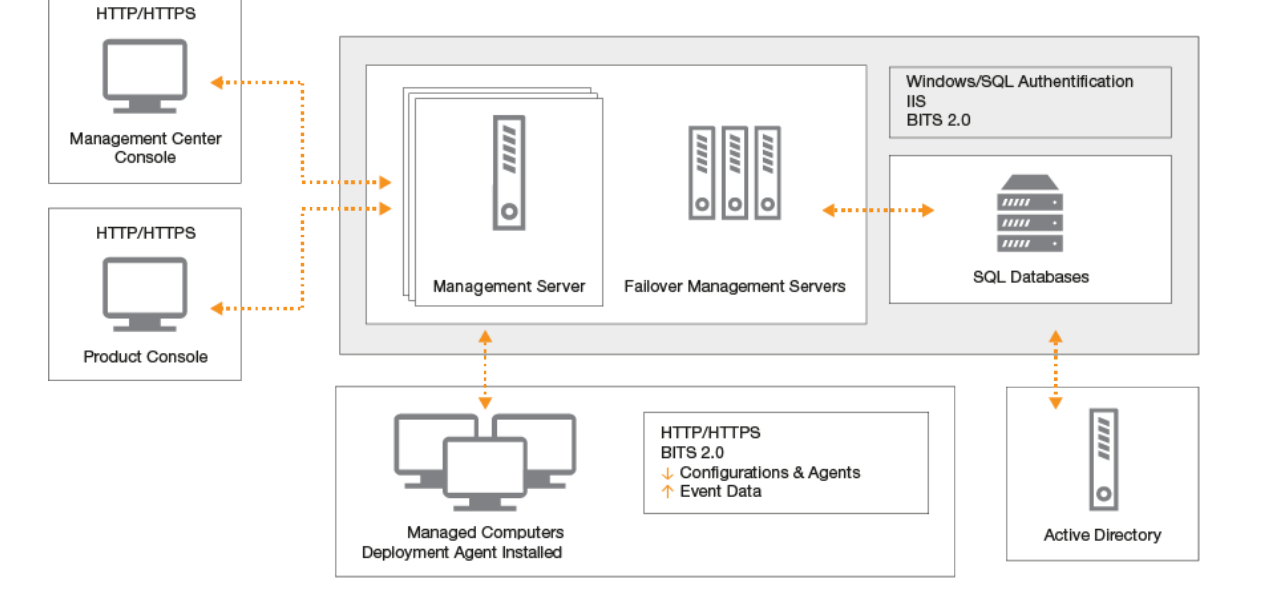 HTTP/HTTPS
Management Center
Console
HTTP/HTTPS
Product Console
Management Server
Failover Management Servers
Windows/SQL Authentification
IIS
BITS 2.0
SQL Databases
Managed Computers
Deployment Agent Installed
HTTP/HTTPS
BITS 2.0
↓ Configurations & Agents
↑ Event Data
Active Directory